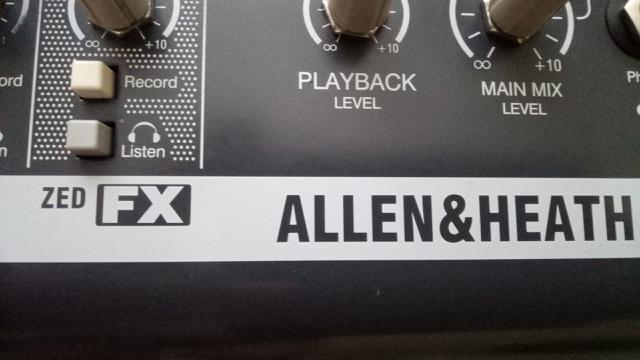 ∞ +10
∞ +10
∞ +10
Record
PLAYBACK
LEVEL
MAIN MIX
LEVEL
Listen
ZED FX
ALLEN&HEATH